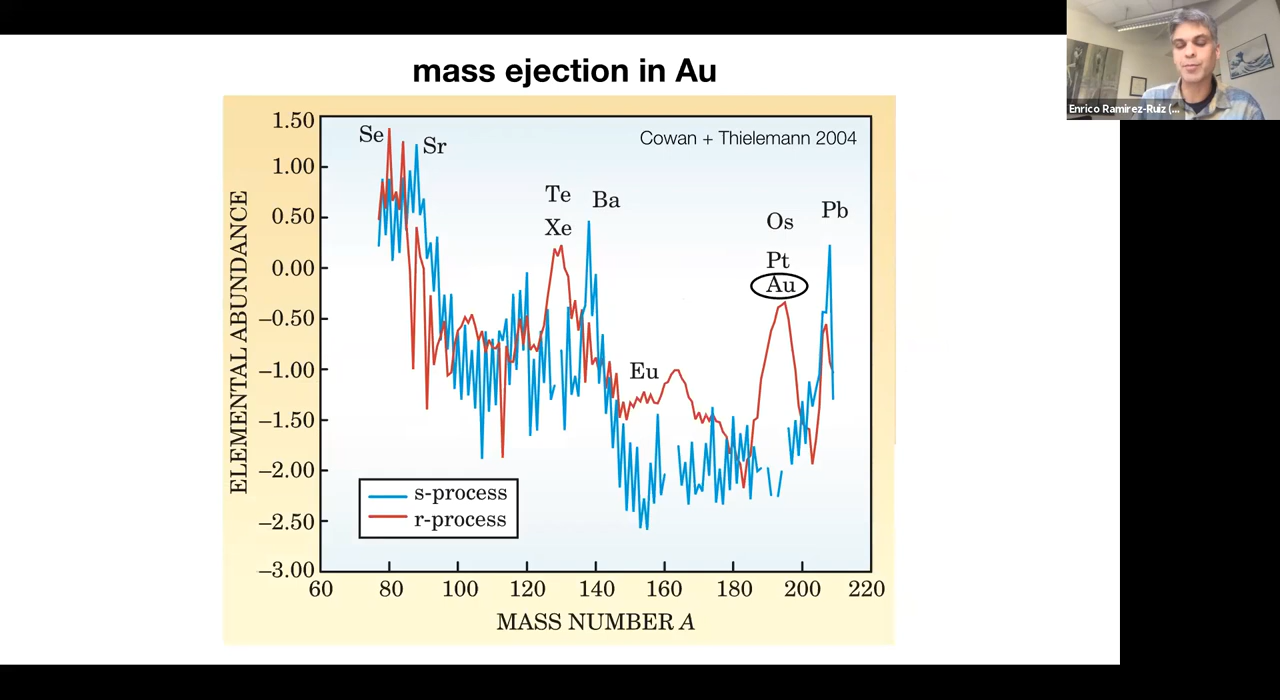 mass ejection in Au
Enrico Ramirez-Ruiz (...
Cowan + Thielemann 2004
ELEMENTAL ABUNDANCE
1.50
1.00
0.50
0.00
−0.50
−1.00
−1.50
−2.00
−2.50
−3.00
Se
Sr
Te
Xe
Ba
Eu
Os
Pt
Au
Pb
s-process
r-process
60 80 100 120 140 160 180 200 220
MASS NUMBER A